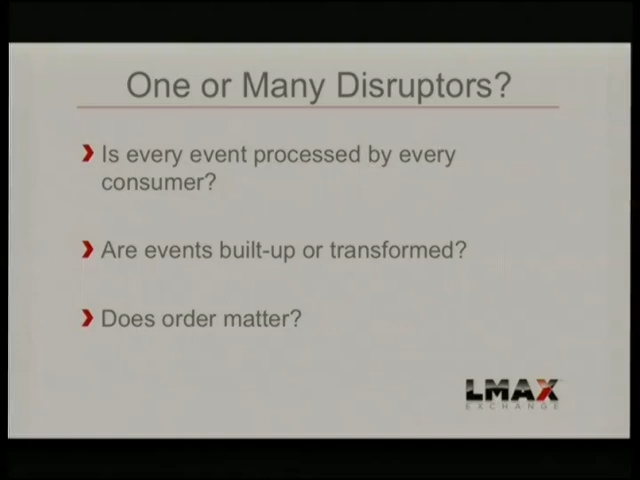 One or Many Disruptors?
Is every event processed by every
consumer?
Are events built-up or transformed?
Does order matter?
LMAX
EXCHANGE